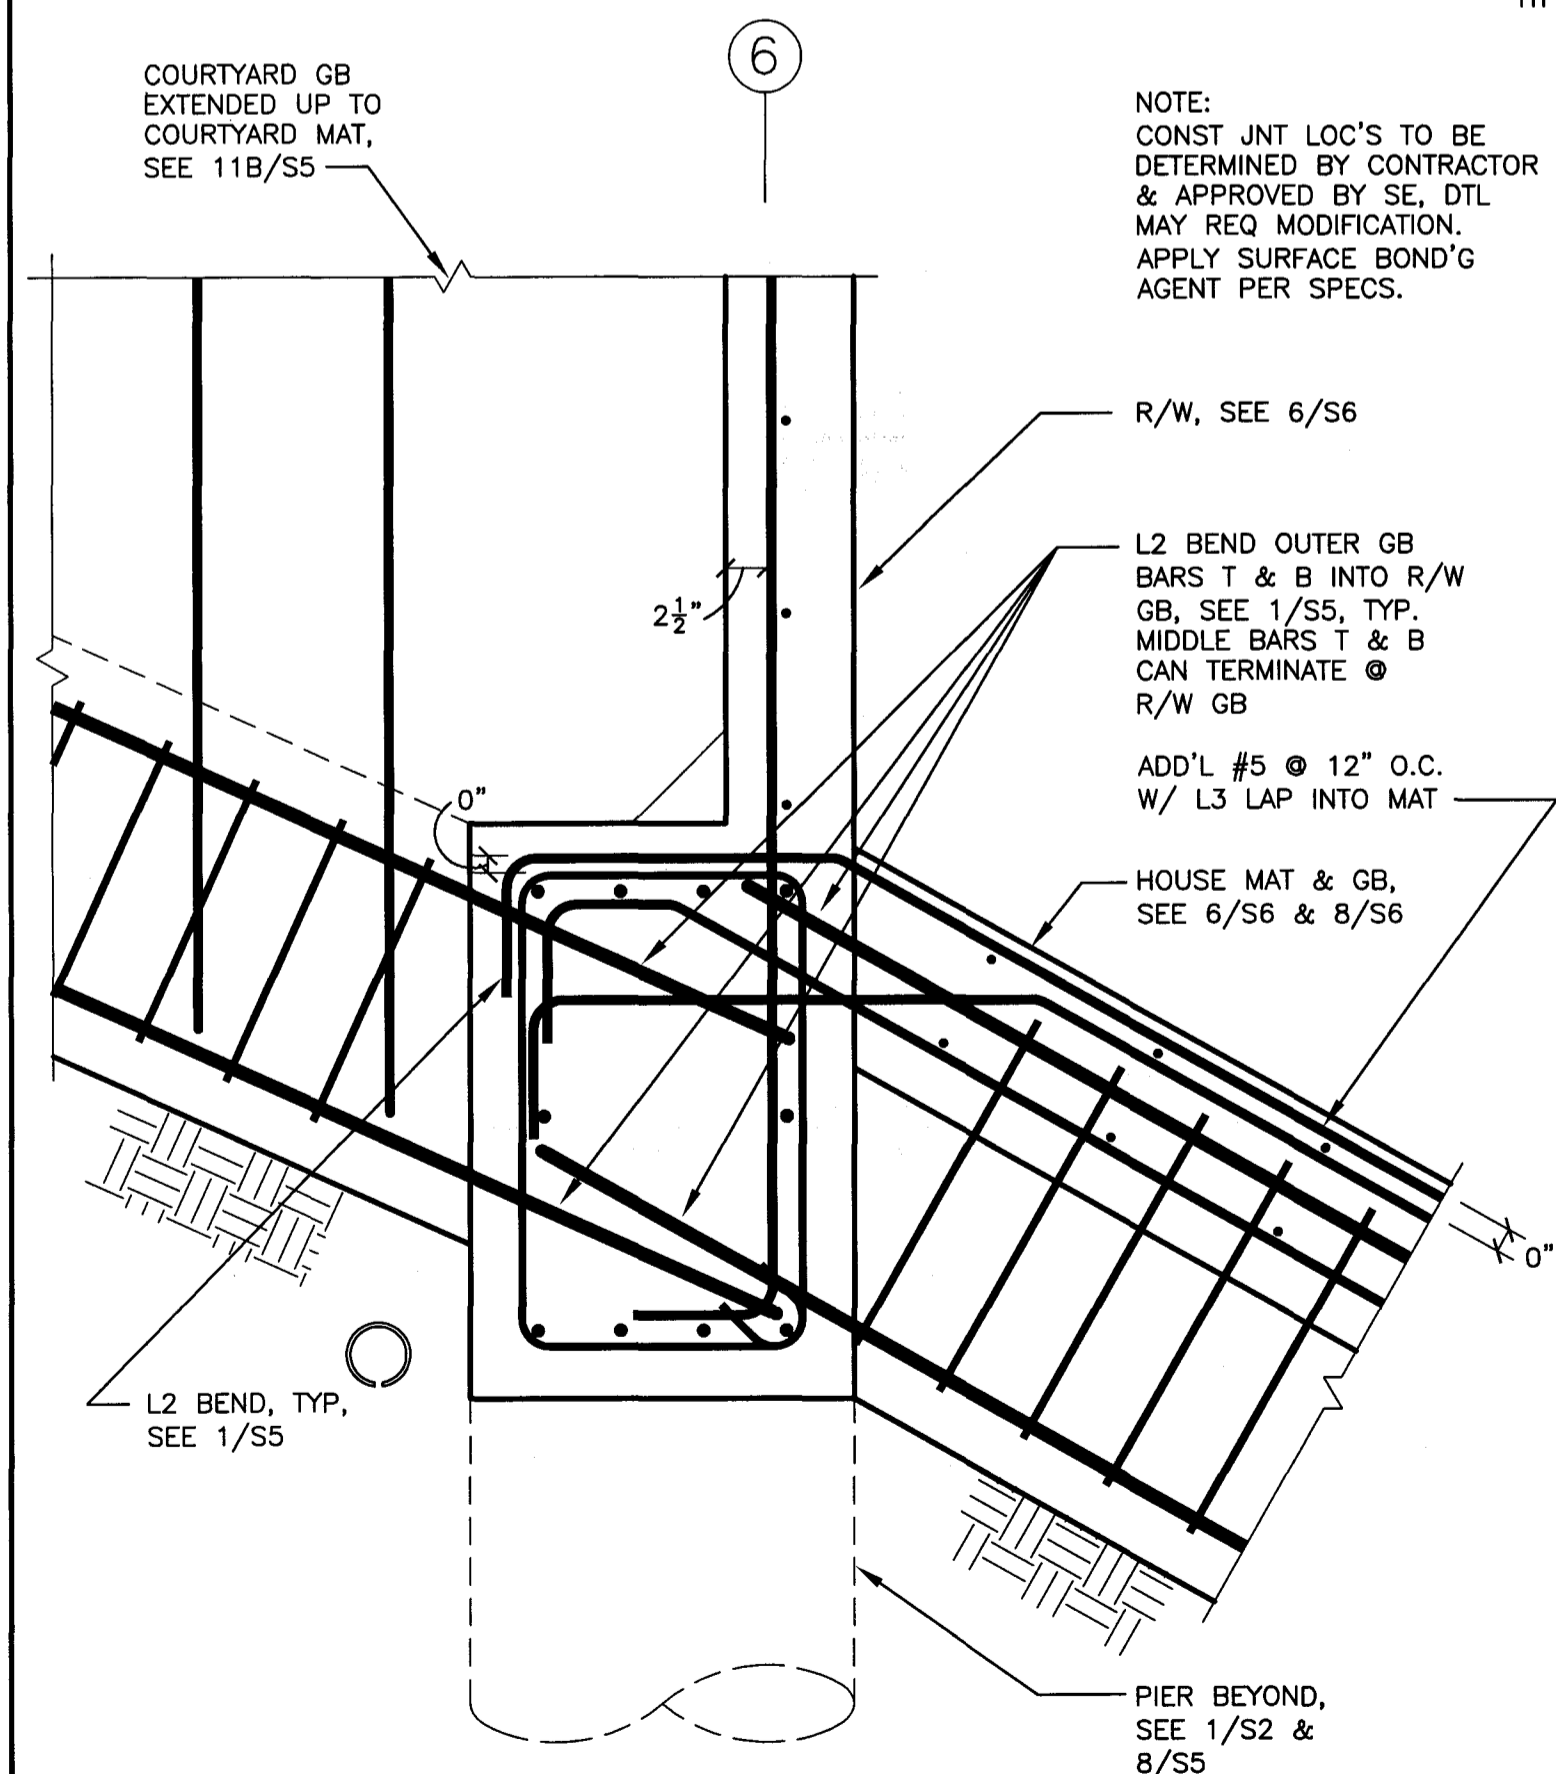 6
COURTYARD GB
EXTENDED UP TO
COURTYARD MAT,
SEE 11B/S5
NOTE:
CONST JNT LOC'S TO BE
DETERMINED BY CONTRACTOR
& APPROVED BY SE, DTL
MAY REQ MODIFICATION.
APPLY SURFACE BOND'G
AGENT PER SPECS.
R/W, SEE 6/S6
L2 BEND OUTER GB
BARS T & B INTO R/W
GB, SEE 1/S5, TYP.
MIDDLE BARS T & B
CAN TERMINATE @
R/W GB
2½"
ADD'L #5 @ 12" O.C.
W/ L3 LAP INTO MAT
0"
HOUSE MAT & GB,
SEE 6/S6 & 8/S6
0"
L2 BEND, TYP,
SEE 1/S5
PIER BEYOND,
SEE 1/S2 &
8/S5